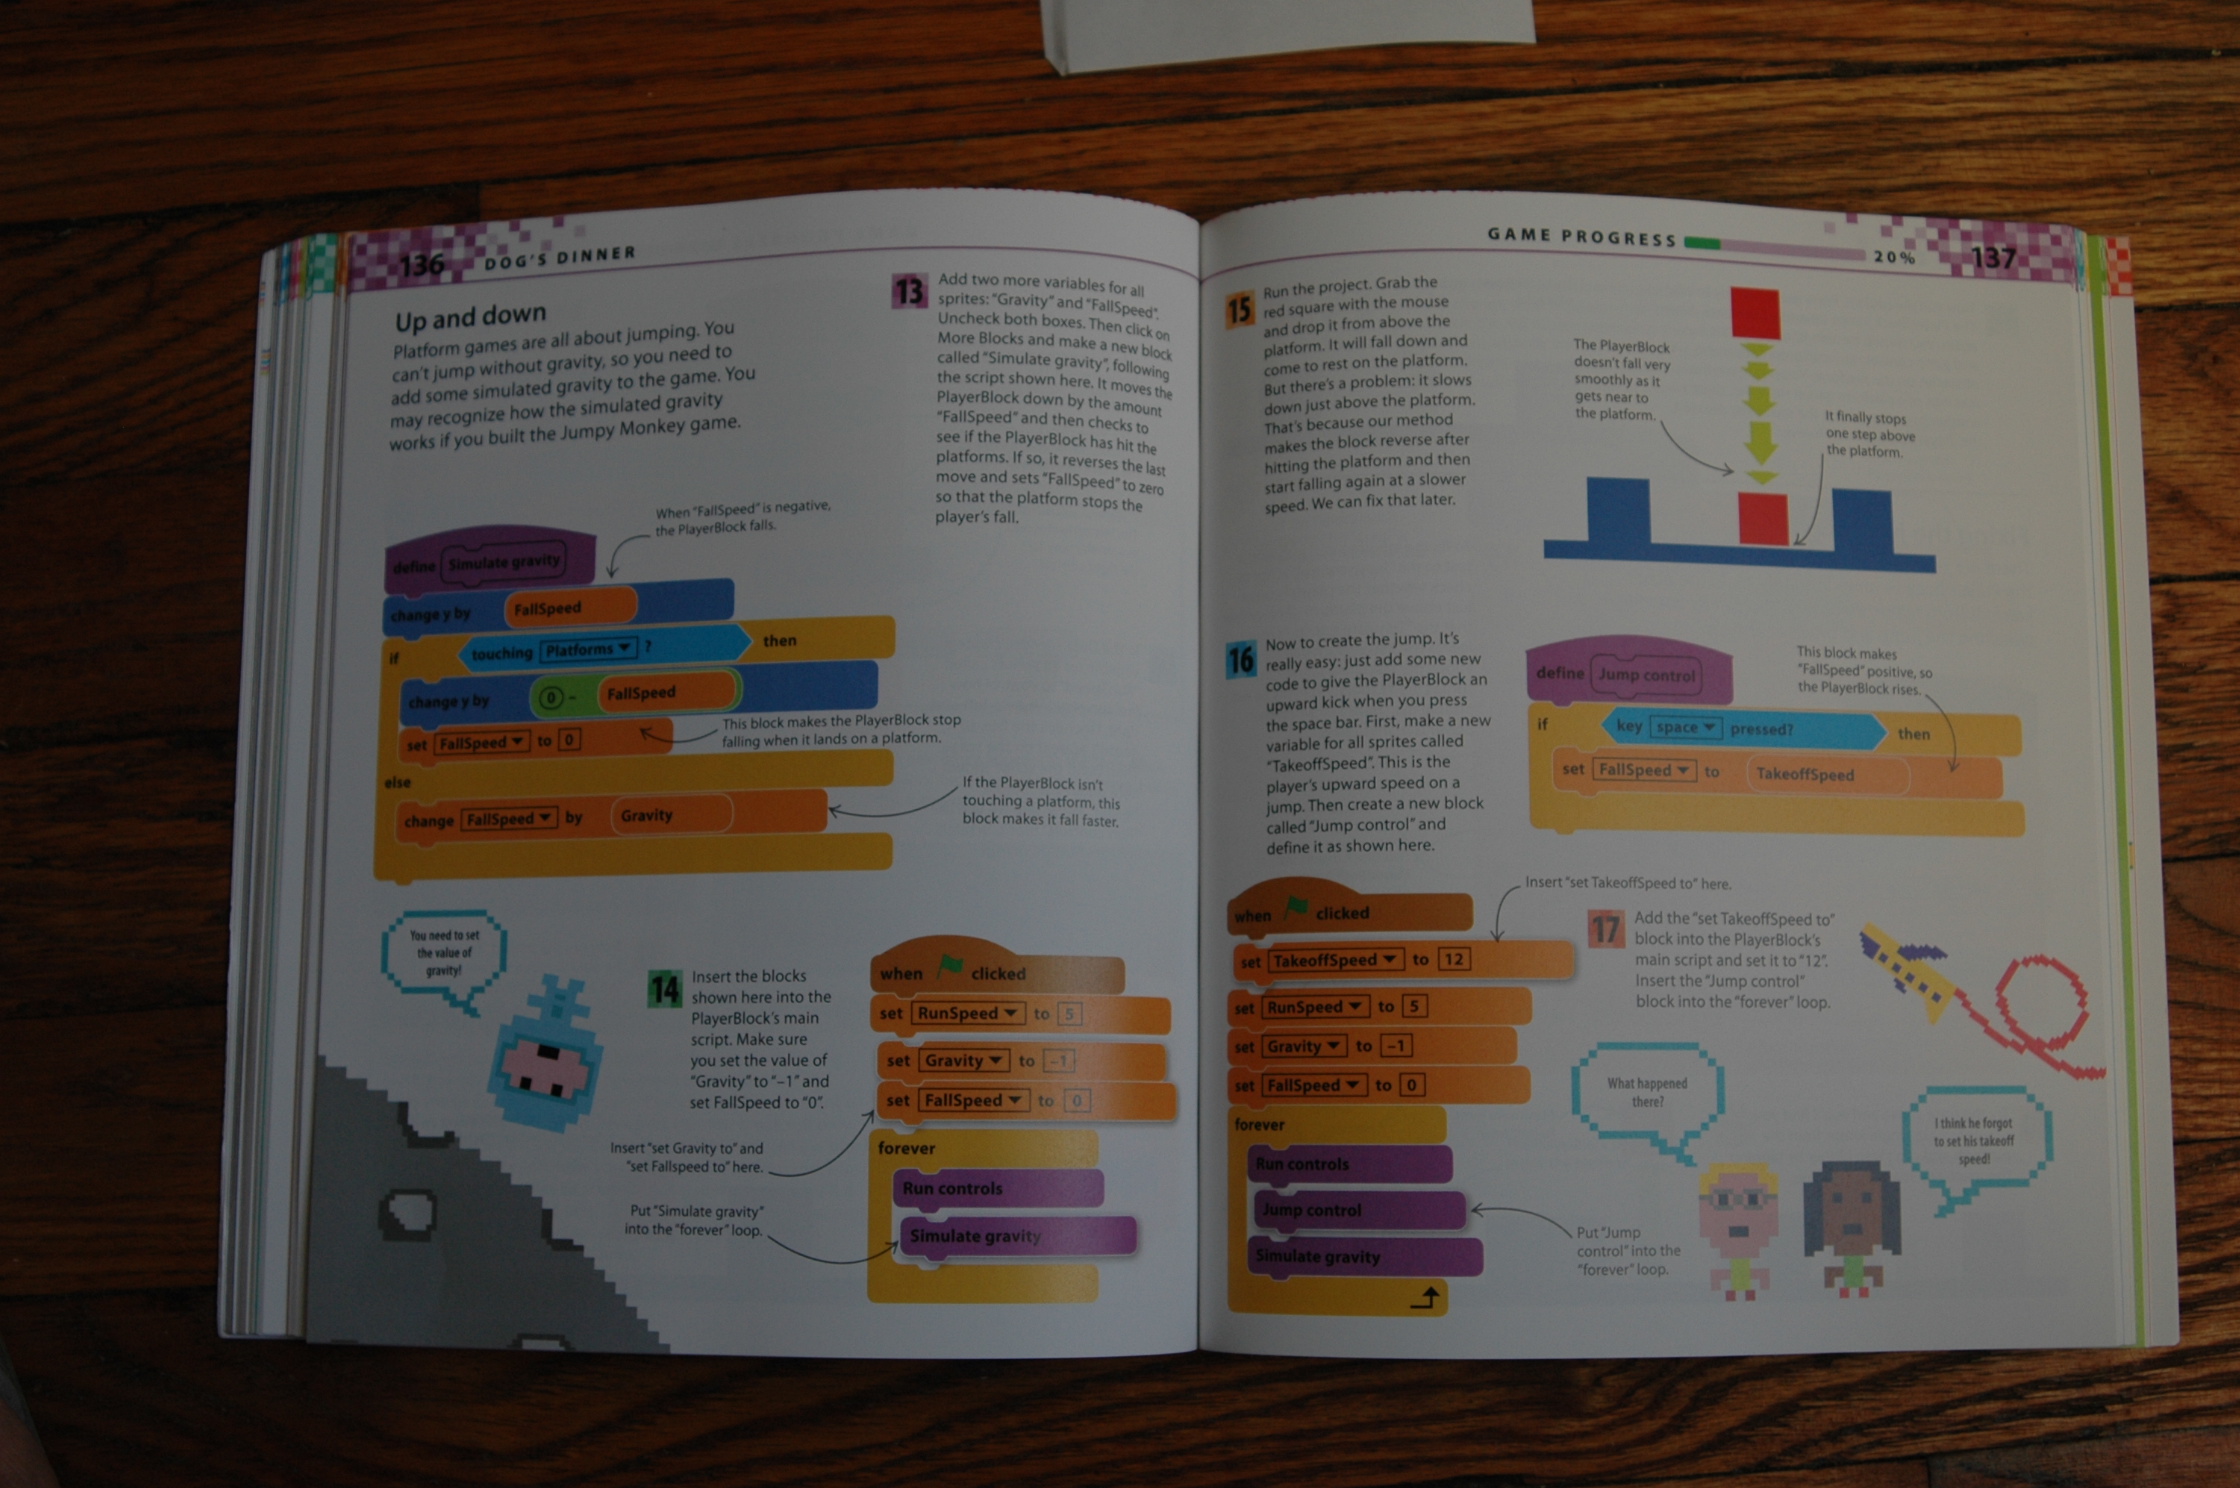 136 DOG'S DINNER
Up and down
Platform games are all about jumping. You
can't jump without gravity, so you need to
add some simulated gravity to the game. You
may recognize how the simulated gravity
works if you built the Jumpy Monkey game.
13
Add two more variables for all
sprites: "Gravity" and "FallSpeed".
Uncheck both boxes. Then click on
More Blocks and make a new block
called "Simulate gravity", following
the script shown here. It moves the
PlayerBlock down by the amount
"FallSpeed" and then checks to
see if the PlayerBlock has hit the
platforms. If so, it reverses the last
move and sets "FallSpeed" to zero
so that the platform stops the
player's fall.
When "FallSpeed" is negative,
the PlayerBlock falls.
define Simulate gravity
change y by FallSpeed
if touching Platforms ? then
change y by 0 - FallSpeed
set FallSpeed to 0
This block makes the PlayerBlock stop
falling when it lands on a platform.
else
change FallSpeed by Gravity
If the PlayerBlock isn't
touching a platform, this
block makes it fall faster.
You need to set
the value of
gravity!
14
Insert the blocks
shown here into the
PlayerBlock's main
script. Make sure
you set the value of
"Gravity" to "–1" and
set FallSpeed to "0".
Insert "set Gravity to" and
"set Fallspeed to" here.
Put "Simulate gravity"
into the "forever" loop.
when clicked
set RunSpeed to 5
set Gravity to –1
set FallSpeed to 0
forever
Run controls
Simulate gravity
GAME PROGRESS 20% 137
15
Run the project. Grab the
red square with the mouse
and drop it from above the
platform. It will fall down and
come to rest on the platform.
But there's a problem: it slows
down just above the platform.
That's because our method
makes the block reverse after
hitting the platform and then
start falling again at a slower
speed. We can fix that later.
The PlayerBlock
doesn't fall very
smoothly as it
gets near to
the platform.
It finally stops
one step above
the platform.
16
Now to create the jump. It's
really easy: just add some new
code to give the PlayerBlock an
upward kick when you press
the space bar. First, make a new
variable for all sprites called
"TakeoffSpeed". This is the
player's upward speed on a
jump. Then create a new block
called "Jump control" and
define it as shown here.
define Jump control
This block makes
"FallSpeed" positive, so
the PlayerBlock rises.
if key space pressed? then
set FallSpeed to TakeoffSpeed
Insert "set TakeoffSpeed to" here.
when clicked
set TakeoffSpeed to 12
set RunSpeed to 5
set Gravity to –1
set FallSpeed to 0
forever
Run controls
Jump control
Simulate gravity
17
Add the "set TakeoffSpeed to"
block into the PlayerBlock's
main script and set it to "12".
Insert the "Jump control"
block into the "forever" loop.
What happened
there?
I think he forgot
to set his takeoff
speed!
Put "Jump
control" into the
"forever" loop.